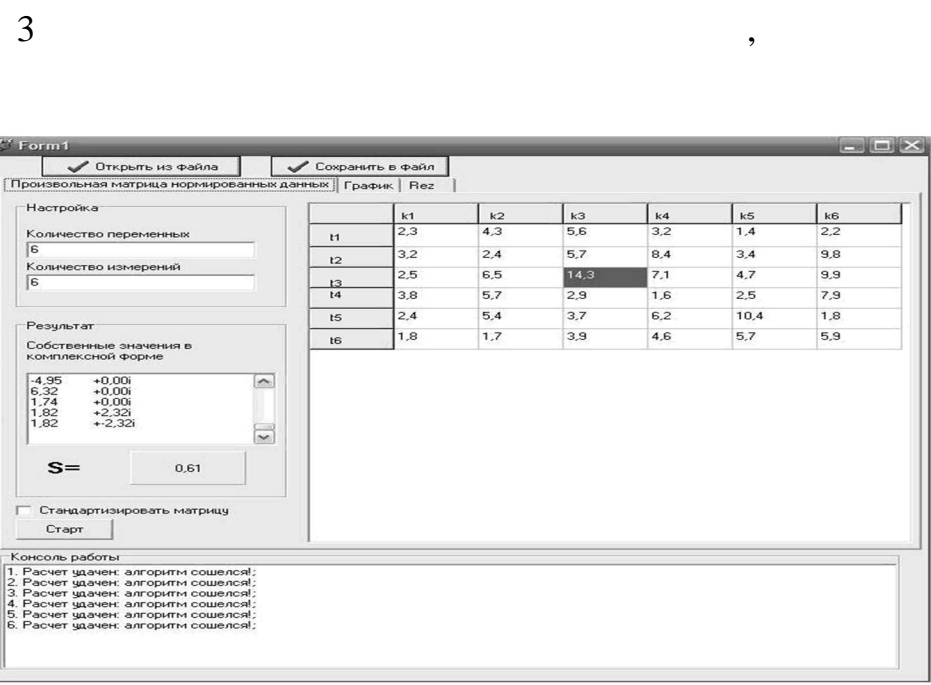 3 ,
Form1
Открыть из файла Сохранить в файл
Произвольная матрица нормированных данных График Rez
Настройка
Количество переменных
6
Количество измерений
6
Результат
Собственные значения в
комплексной форме
-4,95 +0,00i
6,32 +0,00i
1,74 +0,00i
1,82 +2,32i
1,82 +-2,32i
S= 0,61
Стандартизировать матрицу
Старт
k1 k2 k3 k4 k5 k6
t1 2,3 4,3 5,6 3,2 1,4 2,2
t2 3,2 2,4 5,7 8,4 3,4 9,8
t3 2,5 6,5 14,3 7,1 4,7 9,9
t4 3,8 5,7 2,9 1,6 2,5 7,9
t5 2,4 5,4 3,7 6,2 10,4 1,8
t6 1,8 1,7 3,9 4,6 5,7 5,9
Консоль работы
1. Расчет удачен: алгоритм сошелся!;
2. Расчет удачен: алгоритм сошелся!;
3. Расчет удачен: алгоритм сошелся!;
4. Расчет удачен: алгоритм сошелся!;
5. Расчет удачен: алгоритм сошелся!;
6. Расчет удачен: алгоритм сошелся!;